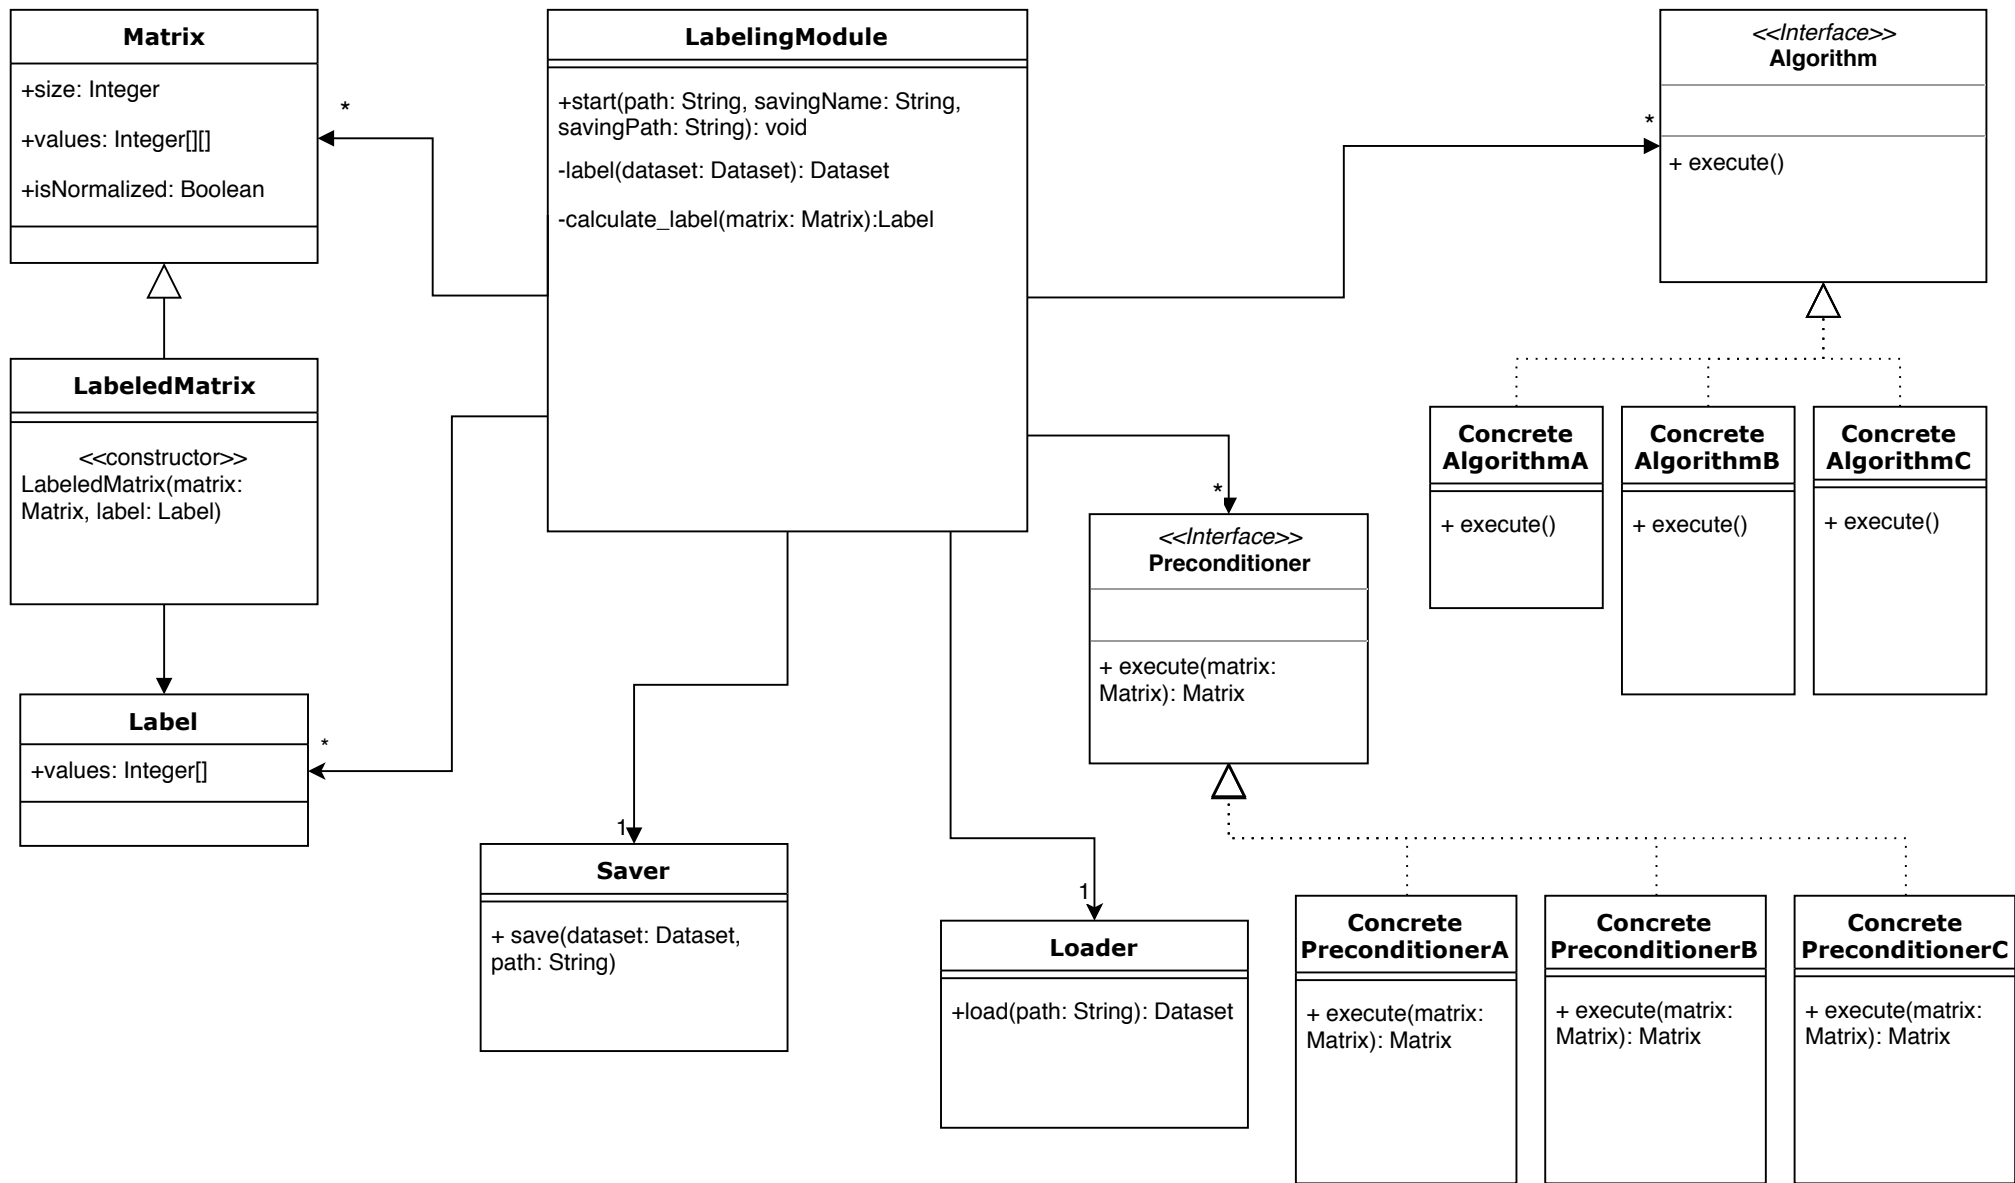 Matrix
+size: Integer
+values: Integer[][]
+isNormalized: Boolean
*
LabelingModule
+start(path: String, savingName: String,
savingPath: String): void
-label(dataset: Dataset): Dataset
-calculate_label(matrix: Matrix):Label
*
<<Interface>>
Algorithm
+ execute()
LabeledMatrix
<<constructor>>
LabeledMatrix(matrix:
Matrix, label: Label)
Concrete
AlgorithmA
+ execute()
Concrete
AlgorithmB
+ execute()
Concrete
AlgorithmC
+ execute()
*
<<Interface>>
Preconditioner
+ execute(matrix:
Matrix): Matrix
Label
+values: Integer[]
*
1
Saver
+ save(dataset: Dataset,
path: String)
1
Loader
+load(path: String): Dataset
Concrete
PreconditionerA
+ execute(matrix:
Matrix): Matrix
Concrete
PreconditionerB
+ execute(matrix:
Matrix): Matrix
Concrete
PreconditionerC
+ execute(matrix:
Matrix): Matrix